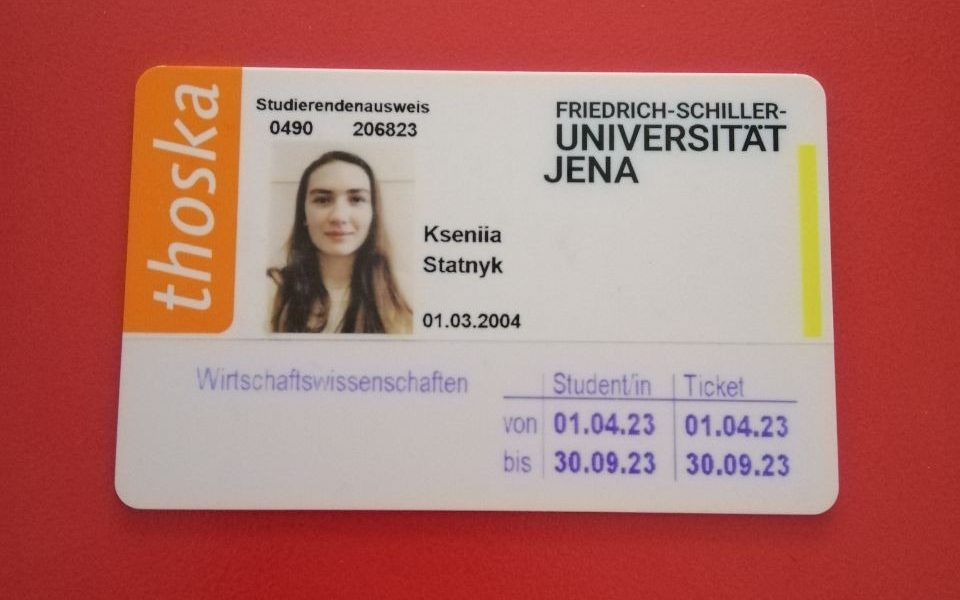 thoska
Studierendenausweis
0490 206823
FRIEDRICH-SCHILLER-
UNIVERSITÄT
JENA
Kseniia
Statnyk
01.03.2004
Wirtschaftswissenschaften
Student/in Ticket
von 01.04.23 01.04.23
bis 30.09.23 30.09.23